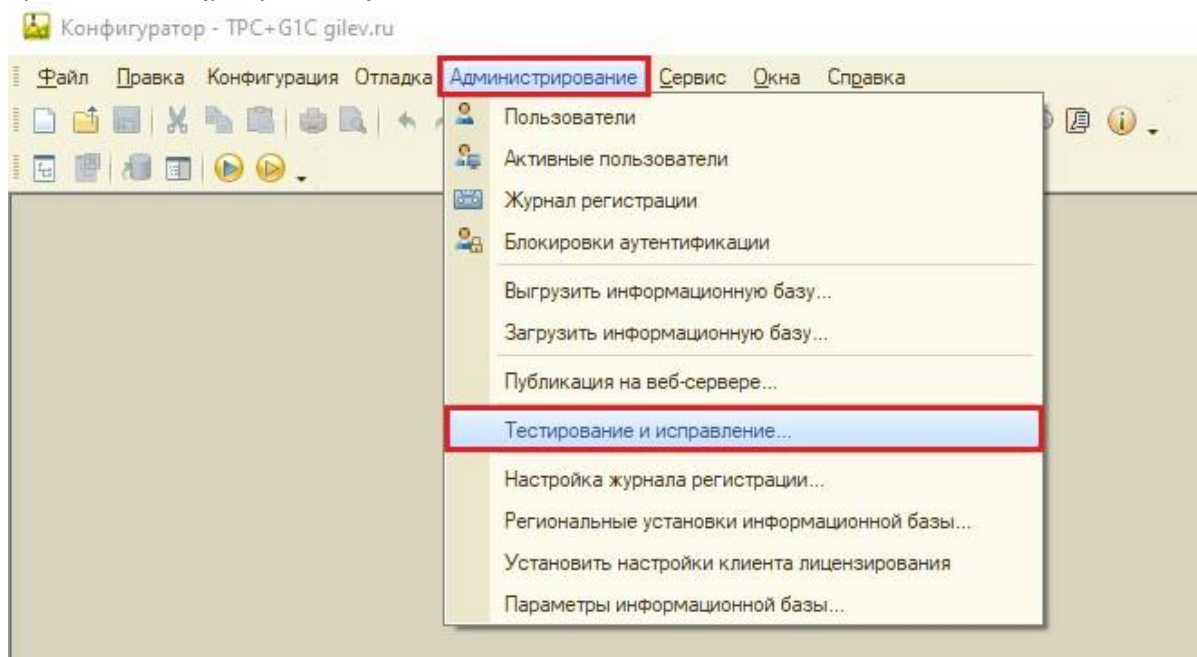 Конфигуратор - TPC+G1C gilev.ru
Файл Правка Конфигурация Отладка Администрирование Сервис Окна Справка
Пользователи
Активные пользователи
Журнал регистрации
Блокировки аутентификации
Выгрузить информационную базу...
Загрузить информационную базу...
Публикация на веб-сервере...
Тестирование и исправление...
Настройка журнала регистрации...
Региональные установки информационной базы...
Установить настройки клиента лицензирования
Параметры информационной базы...